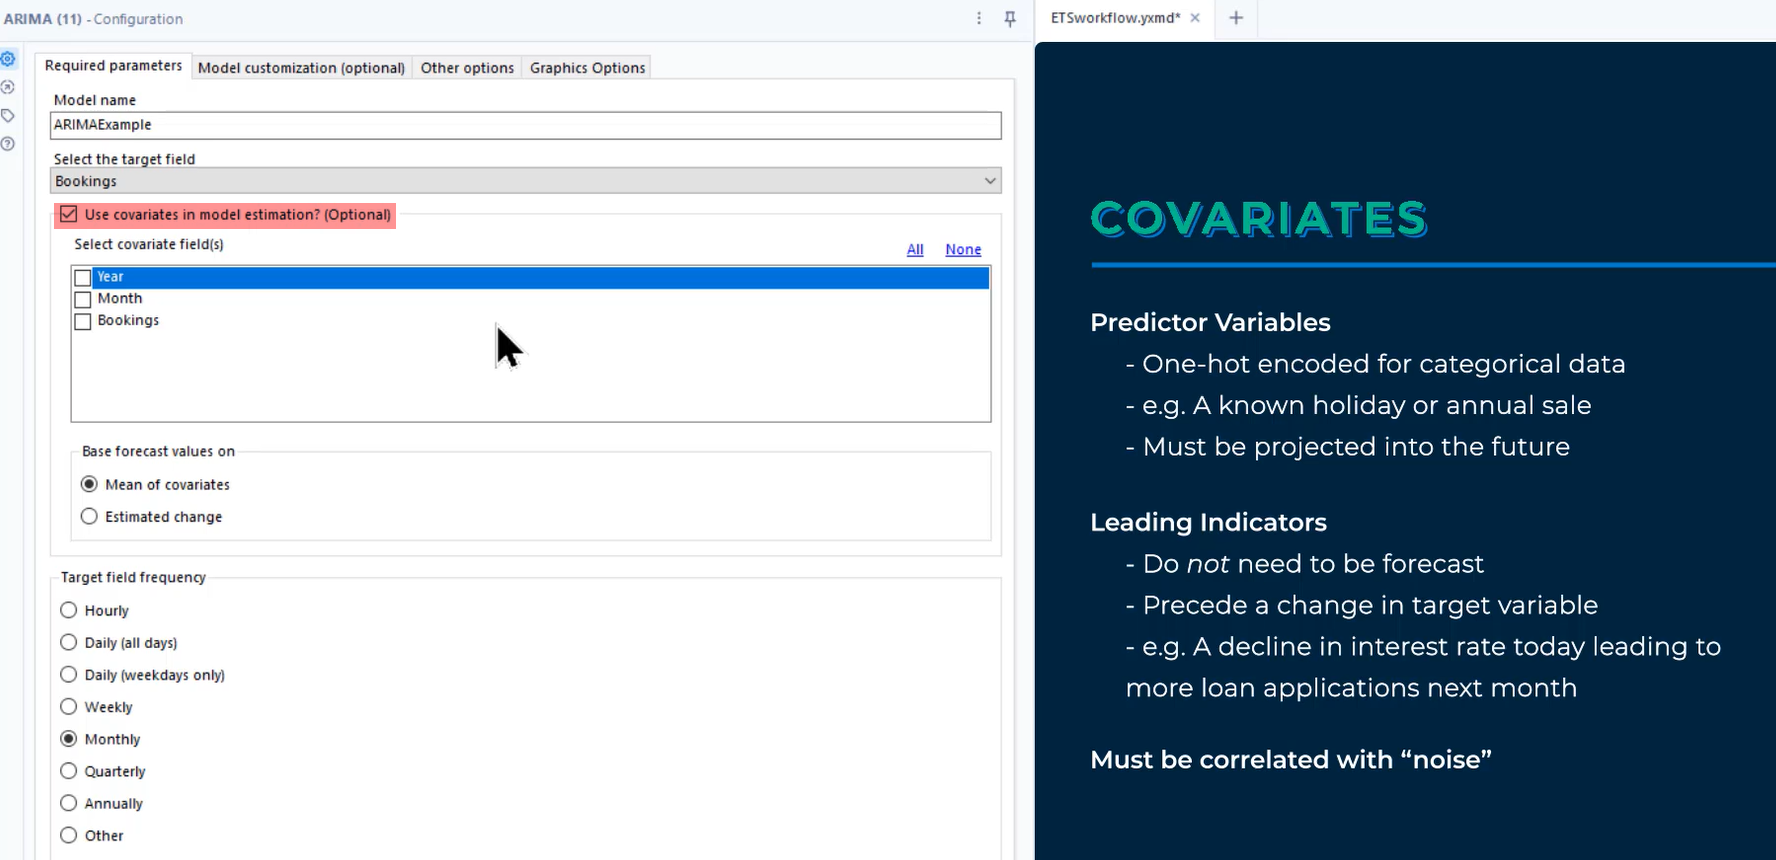 ARIMA (11) - Configuration
Required parameters
Model customization (optional)
Other options
Graphics Options
Model name
ARIMAExample
Select the target field
Bookings
Use covariates in model estimation? (Optional)
Select covariate field(s)
All None
Year
Month
Bookings
Base forecast values on
Mean of covariates
Estimated change
Target field frequency
Hourly
Daily (all days)
Daily (weekdays only)
Weekly
Monthly
Quarterly
Annually
Other
ETSworkflow.yxmd*
COVARIATES
Predictor Variables
- One-hot encoded for categorical data
- e.g. A known holiday or annual sale
- Must be projected into the future
Leading Indicators
- Do not need to be forecast
- Precede a change in target variable
- e.g. A decline in interest rate today leading to
more loan applications next month
Must be correlated with “noise”